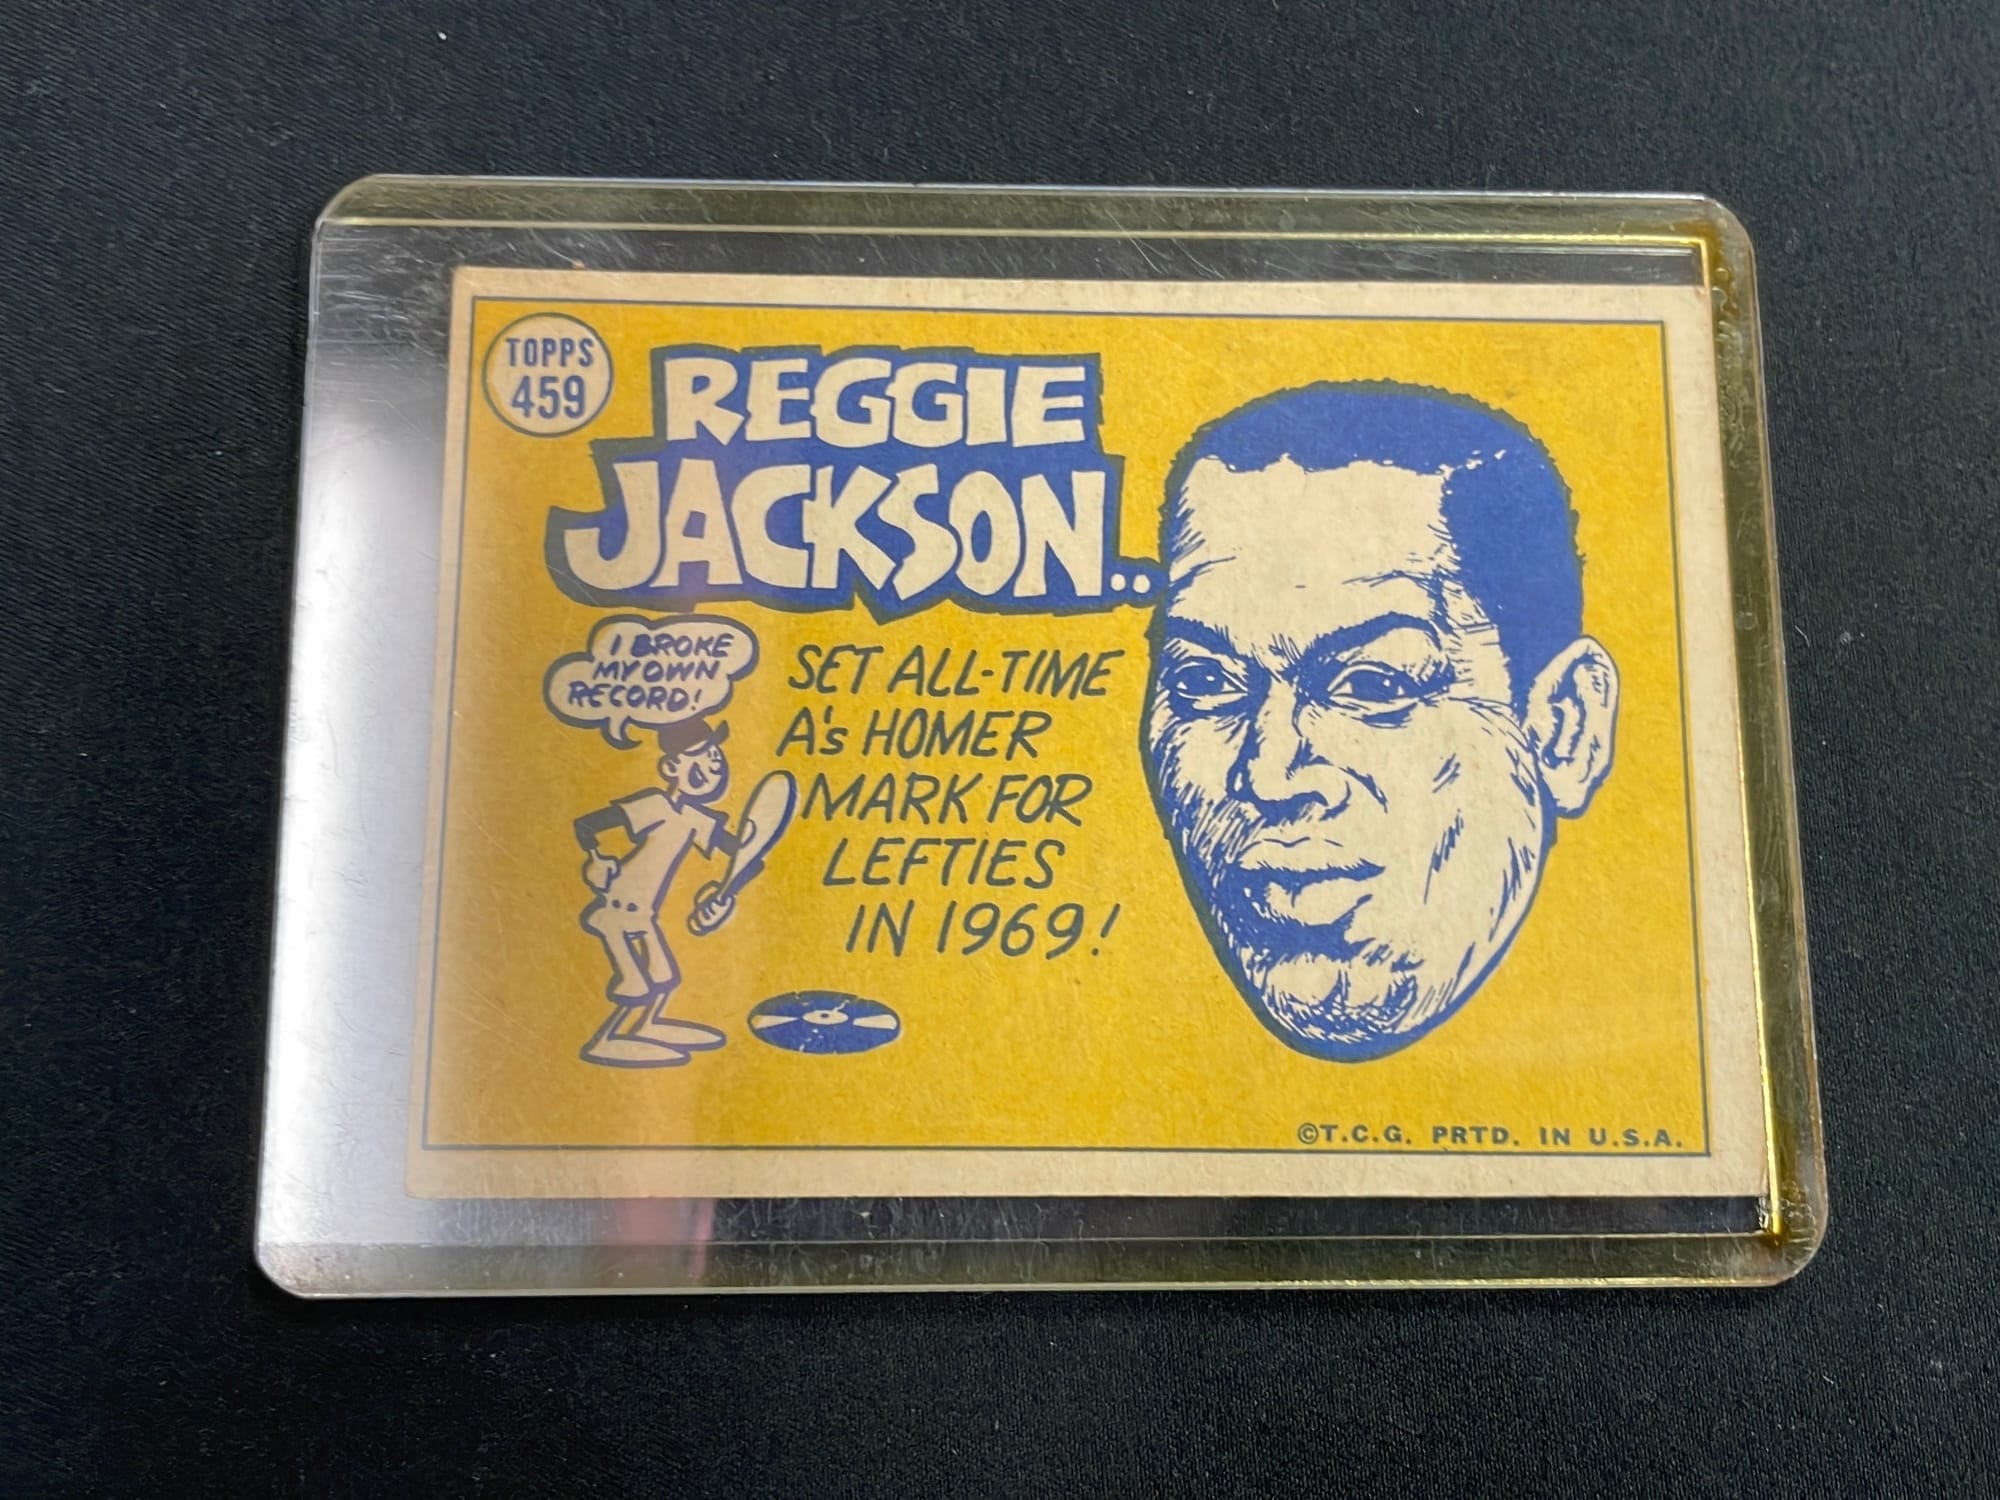 TOPPS
459
REGGIE
JACKSON..
I BROKE
MY OWN
RECORD!
SET ALL-TIME
A's HOMER
MARK FOR
LEFTIES
IN 1969!
©T.C.G. PRTD. IN U.S.A.